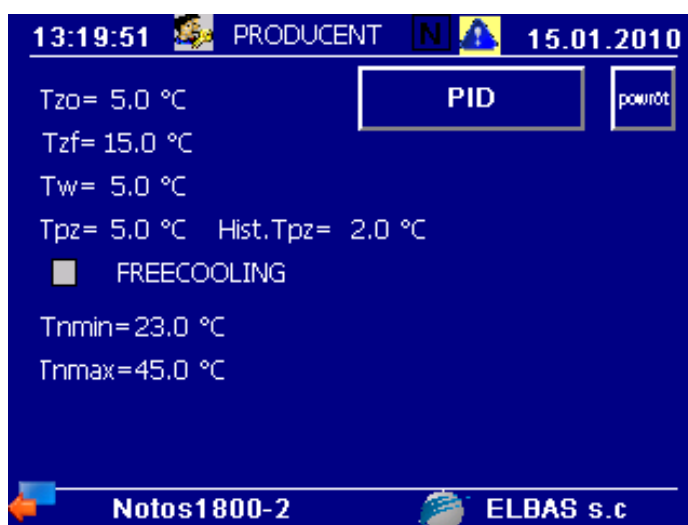 13:19:51 PRODUCENT N 15.01.2010
Tzo= 5.0 °C PID powrót
Tzf= 15.0 °C
Tw= 5.0 °C
Tpz= 5.0 °C Hist.Tpz= 2.0 °C
FREECOOLING
Tnmin=23.0 °C
Tnmax=45.0 °C
Notos1800-2 ELBAS s.c